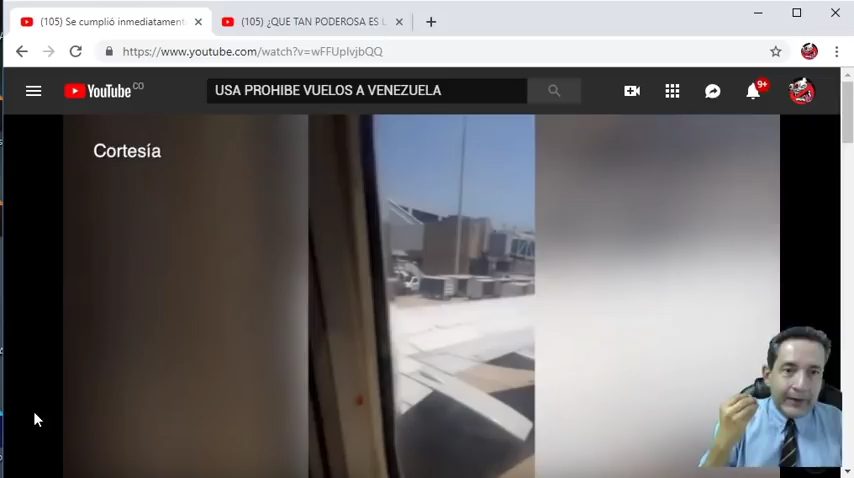 (105) Se cumplió inmediatament
(105) ¿QUE TAN PODEROSA ES L
https://www.youtube.com/watch?v=wFFUpIvjbQQ
YouTube CO
USA PROHIBE VUELOS A VENEZUELA
9+
Cortesía